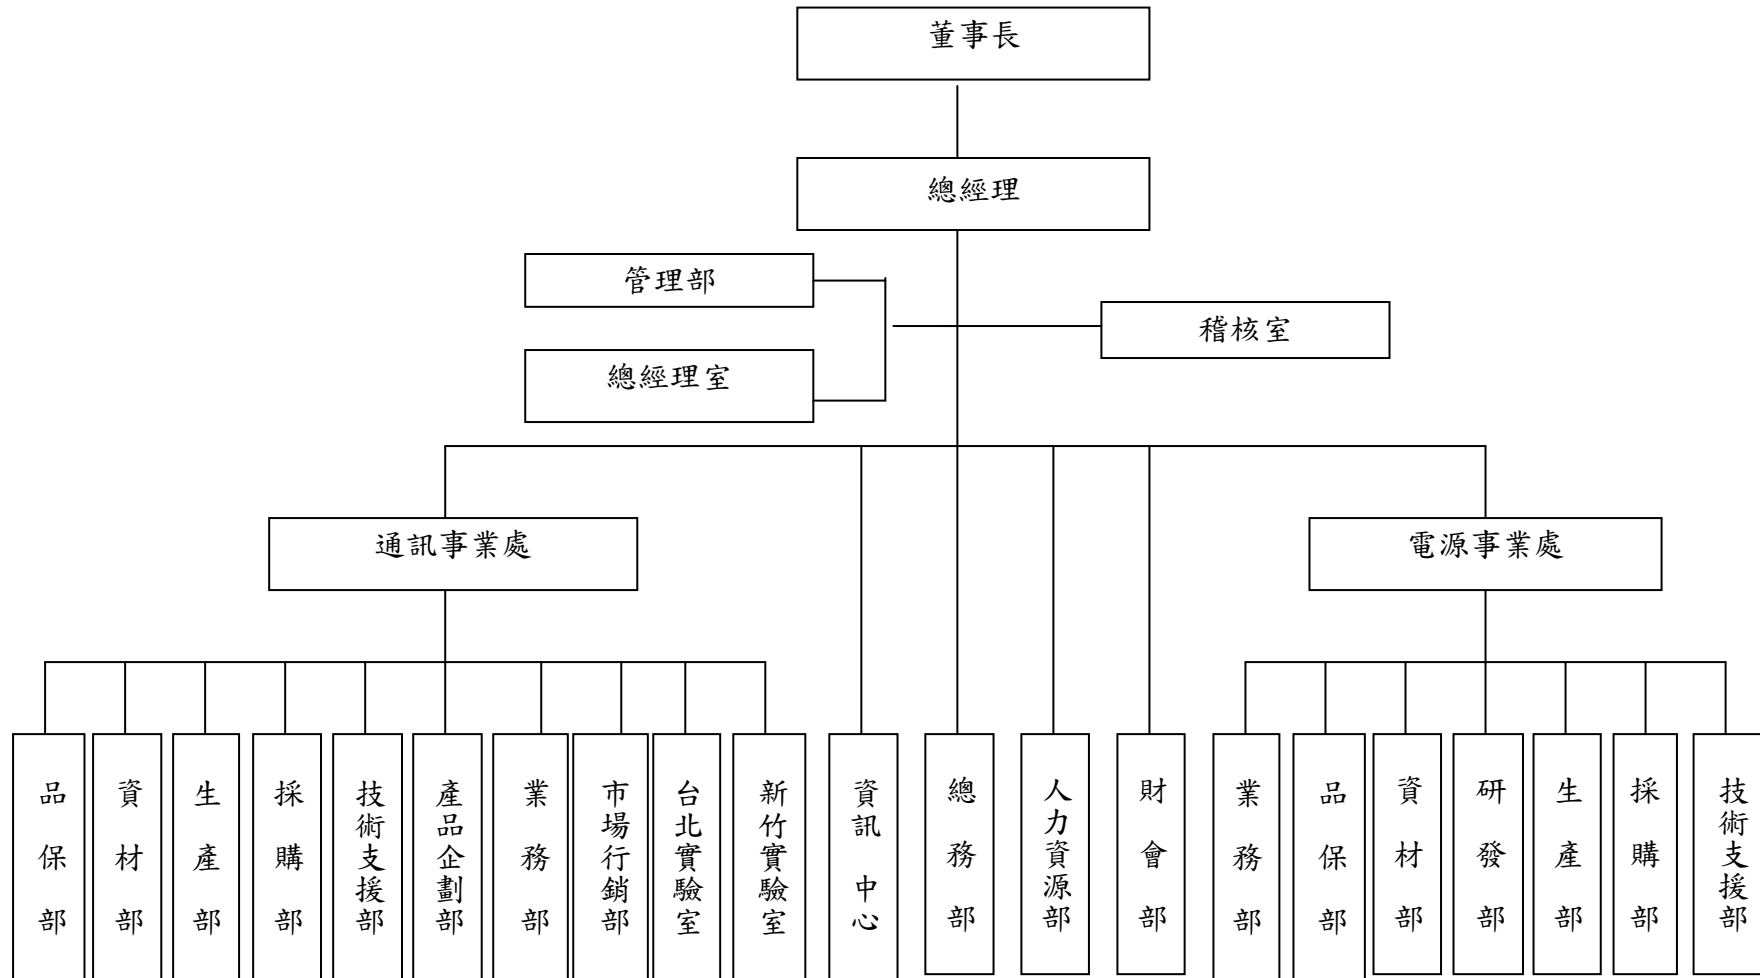 董事長
總經理
管理部
稽核室
總經理室
通訊事業處
電源事業處
品保部
資材部
生產部
採購部
技術支援部
產品企劃部
業務部
市場行銷部
台北實驗室
新竹實驗室
資訊中心
總務部
人力資源部
財會部
業務部
品保部
資材部
研發部
生產部
採購部
技術支援部